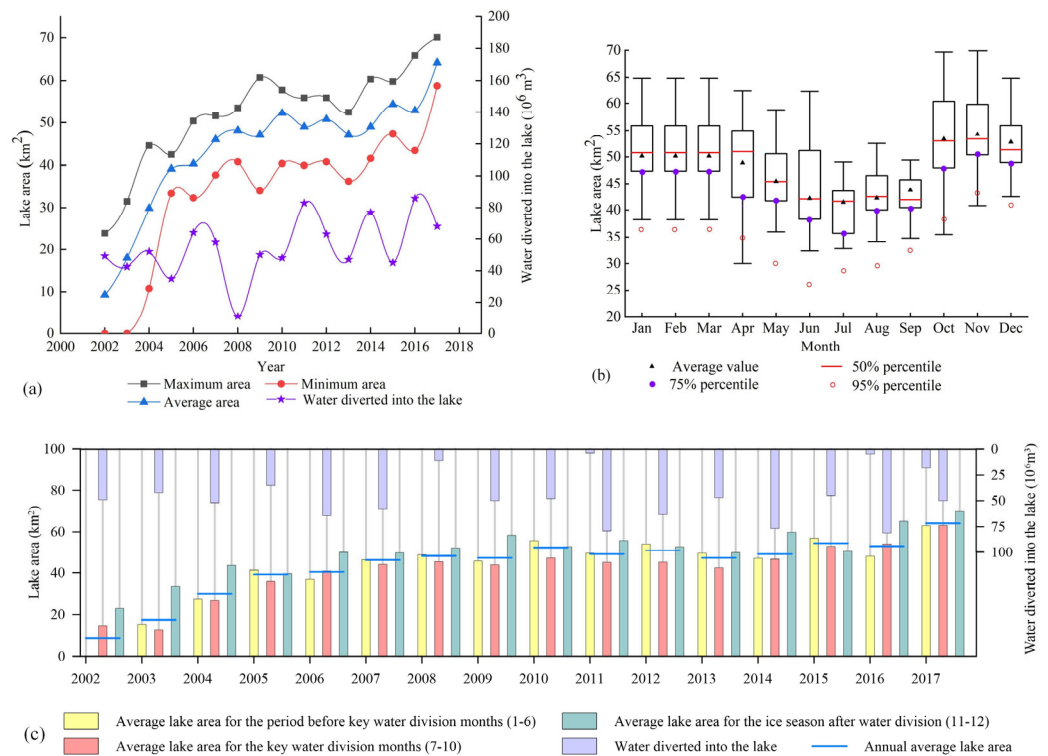 70
60
50
40
30
20
10
0
Lake area (km²)
200
180
160
140
120
100
80
60
40
20
0
Water diverted into the lake (10⁶ m³)
2000 2002 2004 2006 2008 2010 2012 2014 2016 2018
Year
(a)
Maximum area Minimum area
Average area Water diverted into the lake
70
65
60
55
50
45
40
35
30
25
20
Lake area (km²)
Jan Feb Mar Apr May Jun Jul Aug Sep Oct Nov Dec
Month
(b)
Average value 50% percentile
75% percentile 95% percentile
100
80
60
40
20
0
Lake area (km²)
0
25
50
75
100
Water diverted into the lake (10⁶m³)
2002 2003 2004 2005 2006 2007 2008 2009 2010 2011 2012 2013 2014 2015 2016 2017
(c)
Average lake area for the period before key water division months (1-6) Average lake area for the ice season after water division (11-12)
Average lake area for the key water division months (7-10) Water diverted into the lake Annual average lake area